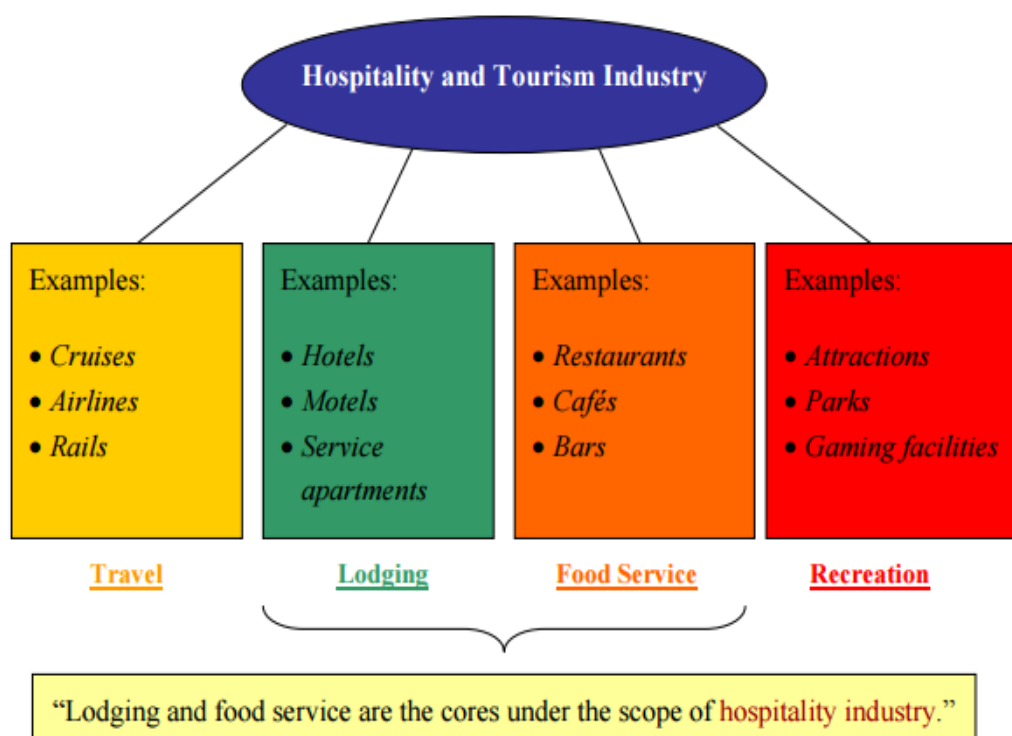 Hospitality and Tourism Industry
Examples:
• Cruises
• Airlines
• Rails
Travel
Examples:
• Hotels
• Motels
• Service
apartments
Lodging
Examples:
• Restaurants
• Cafés
• Bars
Food Service
Examples:
• Attractions
• Parks
• Gaming facilities
Recreation
“Lodging and food service are the cores under the scope of hospitality industry.”